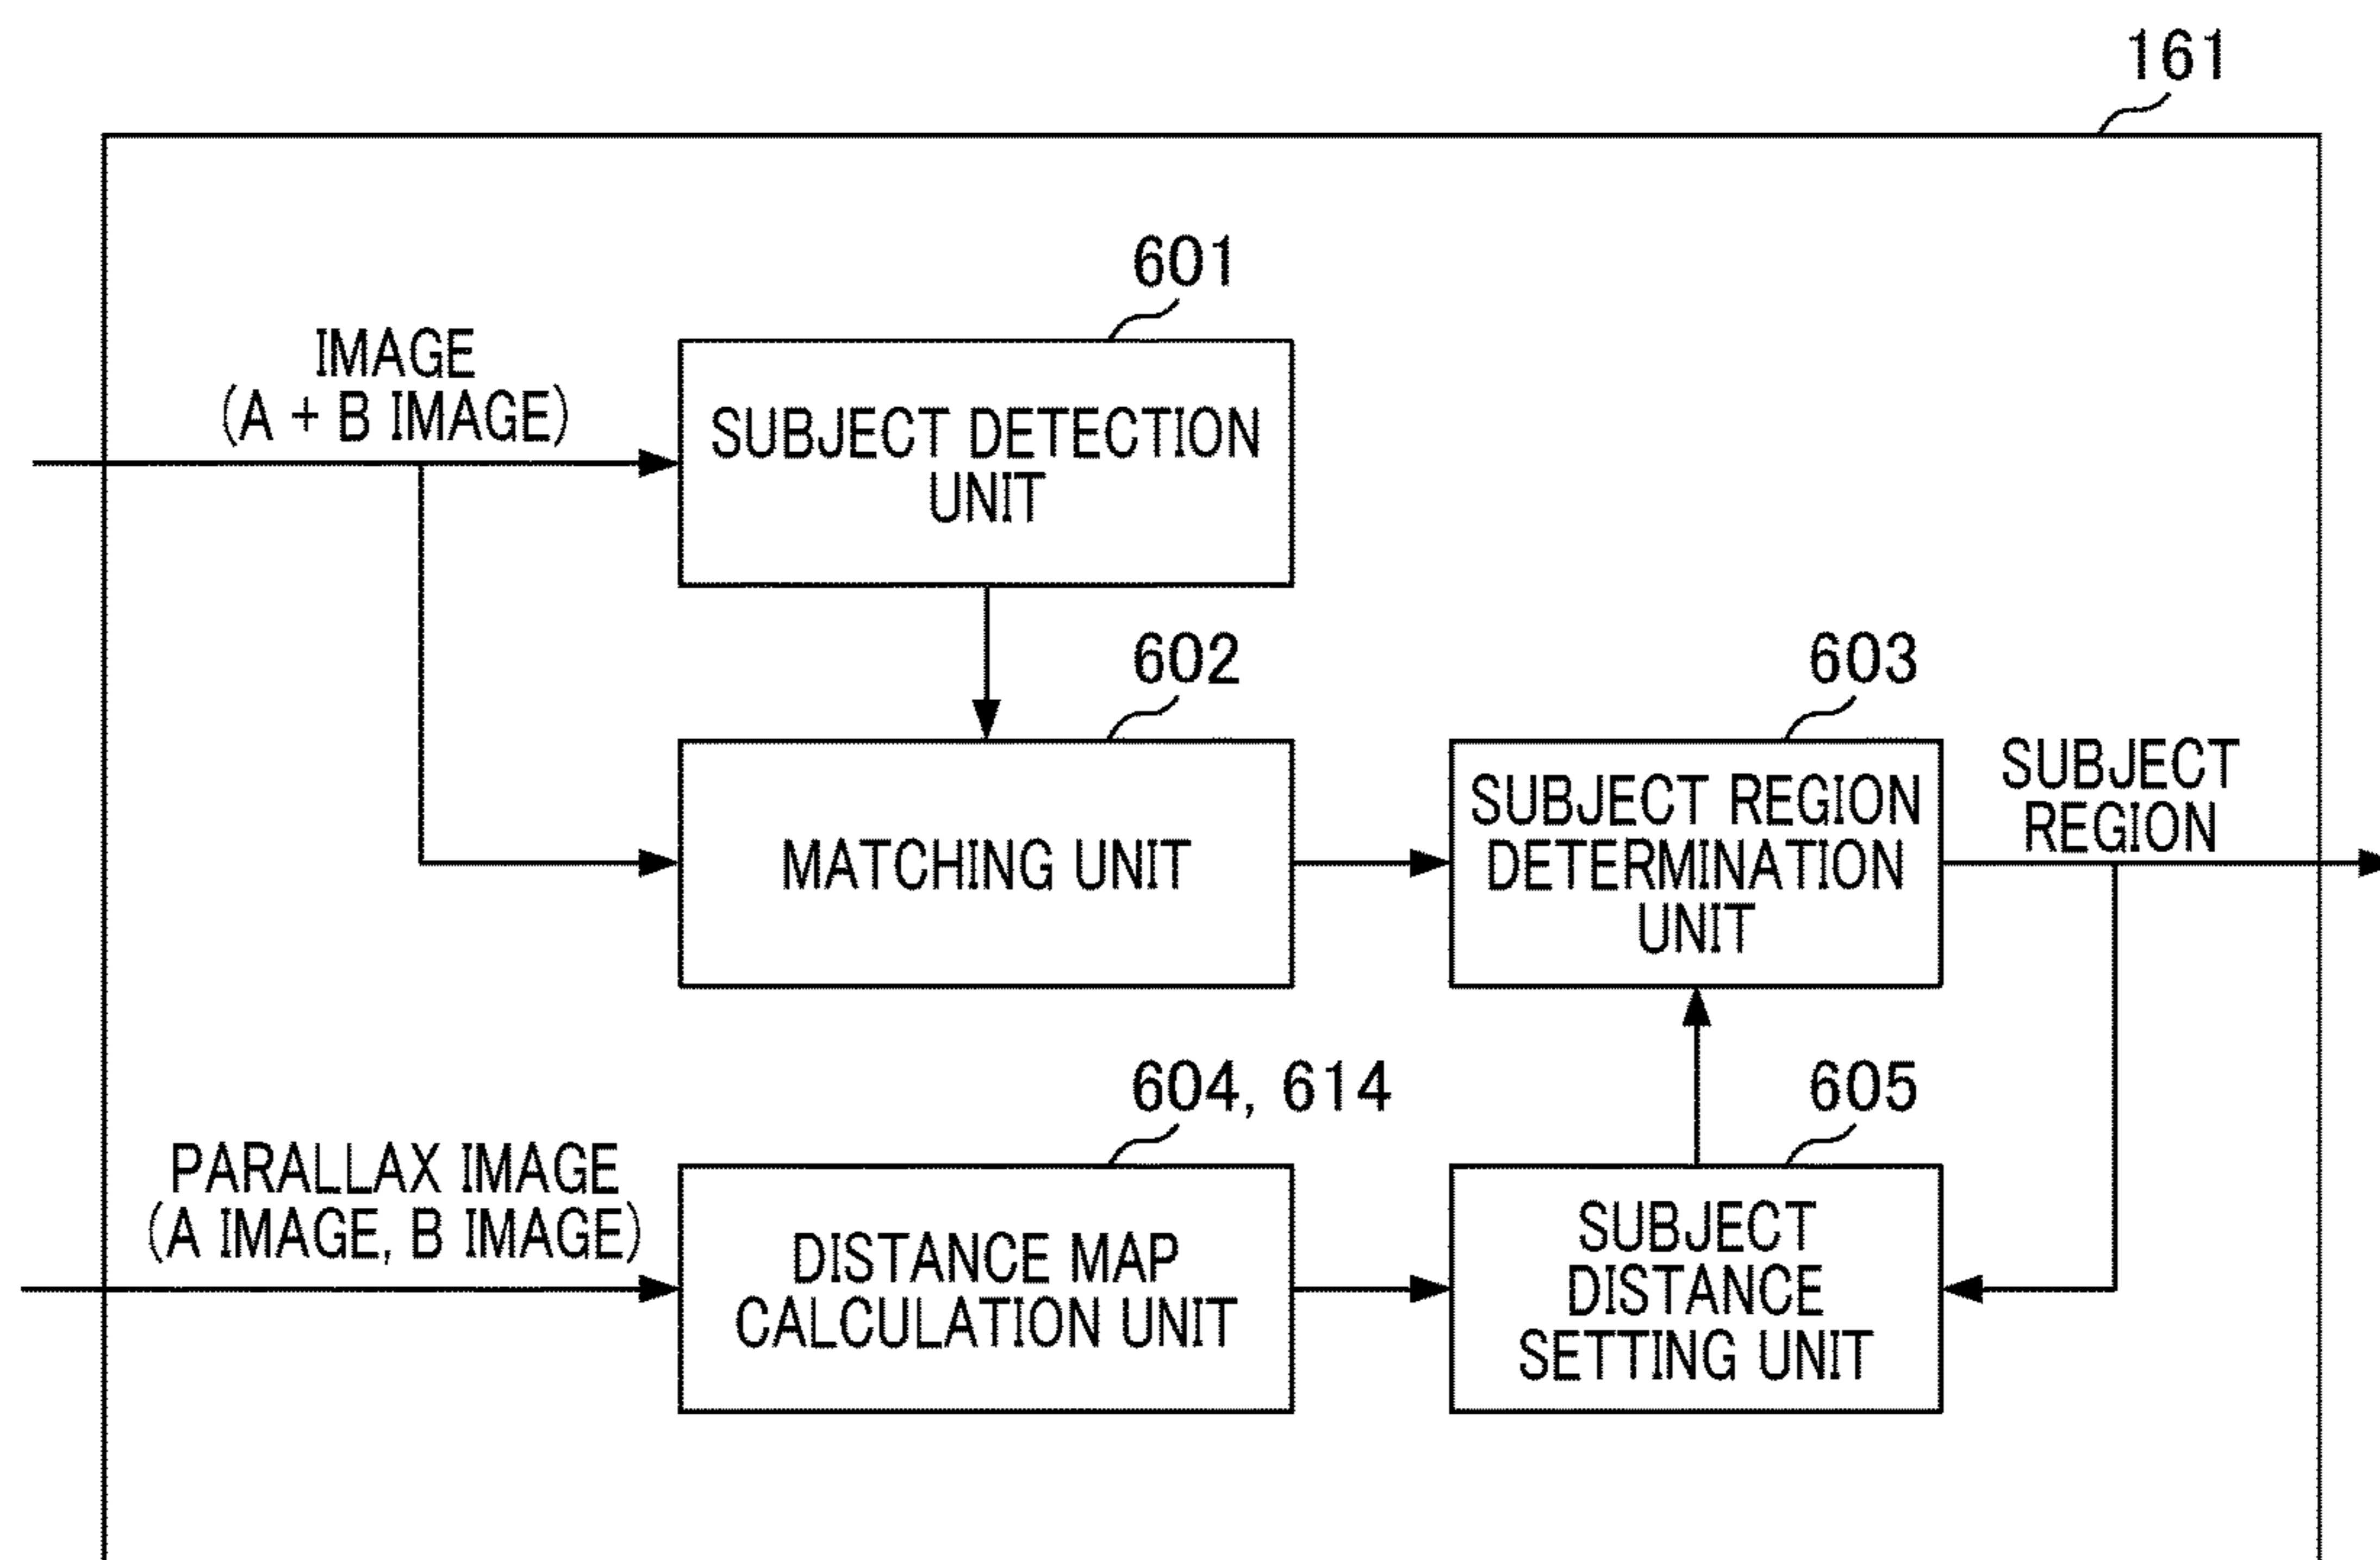 161
601
IMAGE
(A + B IMAGE)
SUBJECT DETECTION
UNIT
602
603
MATCHING UNIT
SUBJECT REGION
DETERMINATION
UNIT
SUBJECT
REGION
604, 614
605
PARALLAX IMAGE
(A IMAGE, B IMAGE)
DISTANCE MAP
CALCULATION UNIT
SUBJECT
DISTANCE
SETTING UNIT